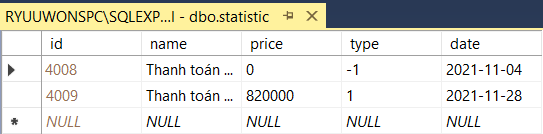 RYUUWONSPC\SQLEXP...l - dbo.statistic
id name price type date
4008 Thanh toán ... 0 -1 2021-11-04
4009 Thanh toán ... 820000 1 2021-11-28
NULL NULL NULL NULL NULL